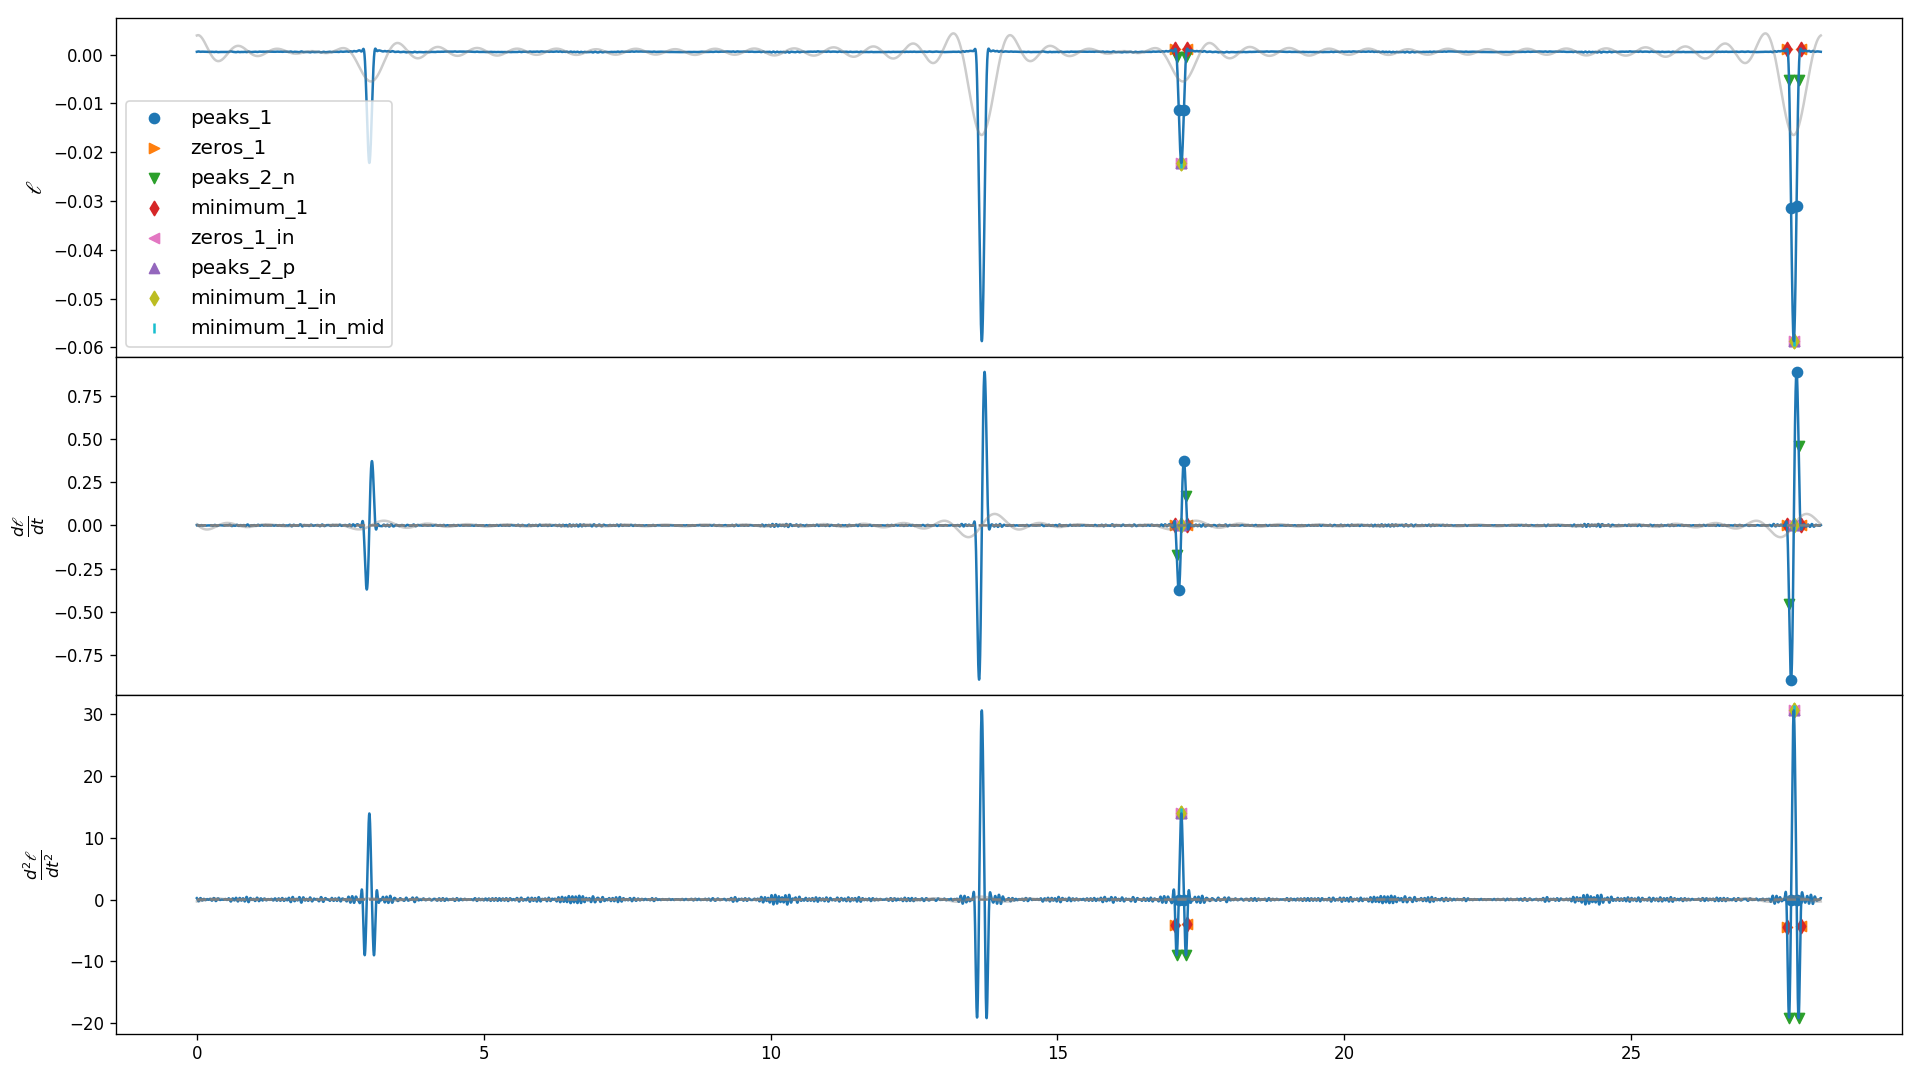 0.00
−0.01
−0.02
−0.03
−0.04
−0.05
−0.06
ℓ
peaks_1
zeros_1
peaks_2_n
minimum_1
zeros_1_in
peaks_2_p
minimum_1_in
minimum_1_in_mid
0.75
0.50
0.25
0.00
−0.25
−0.50
−0.75
dℓ/dt
30
20
10
0
−10
−20
d²ℓ/dt²
0 5 10 15 20 25